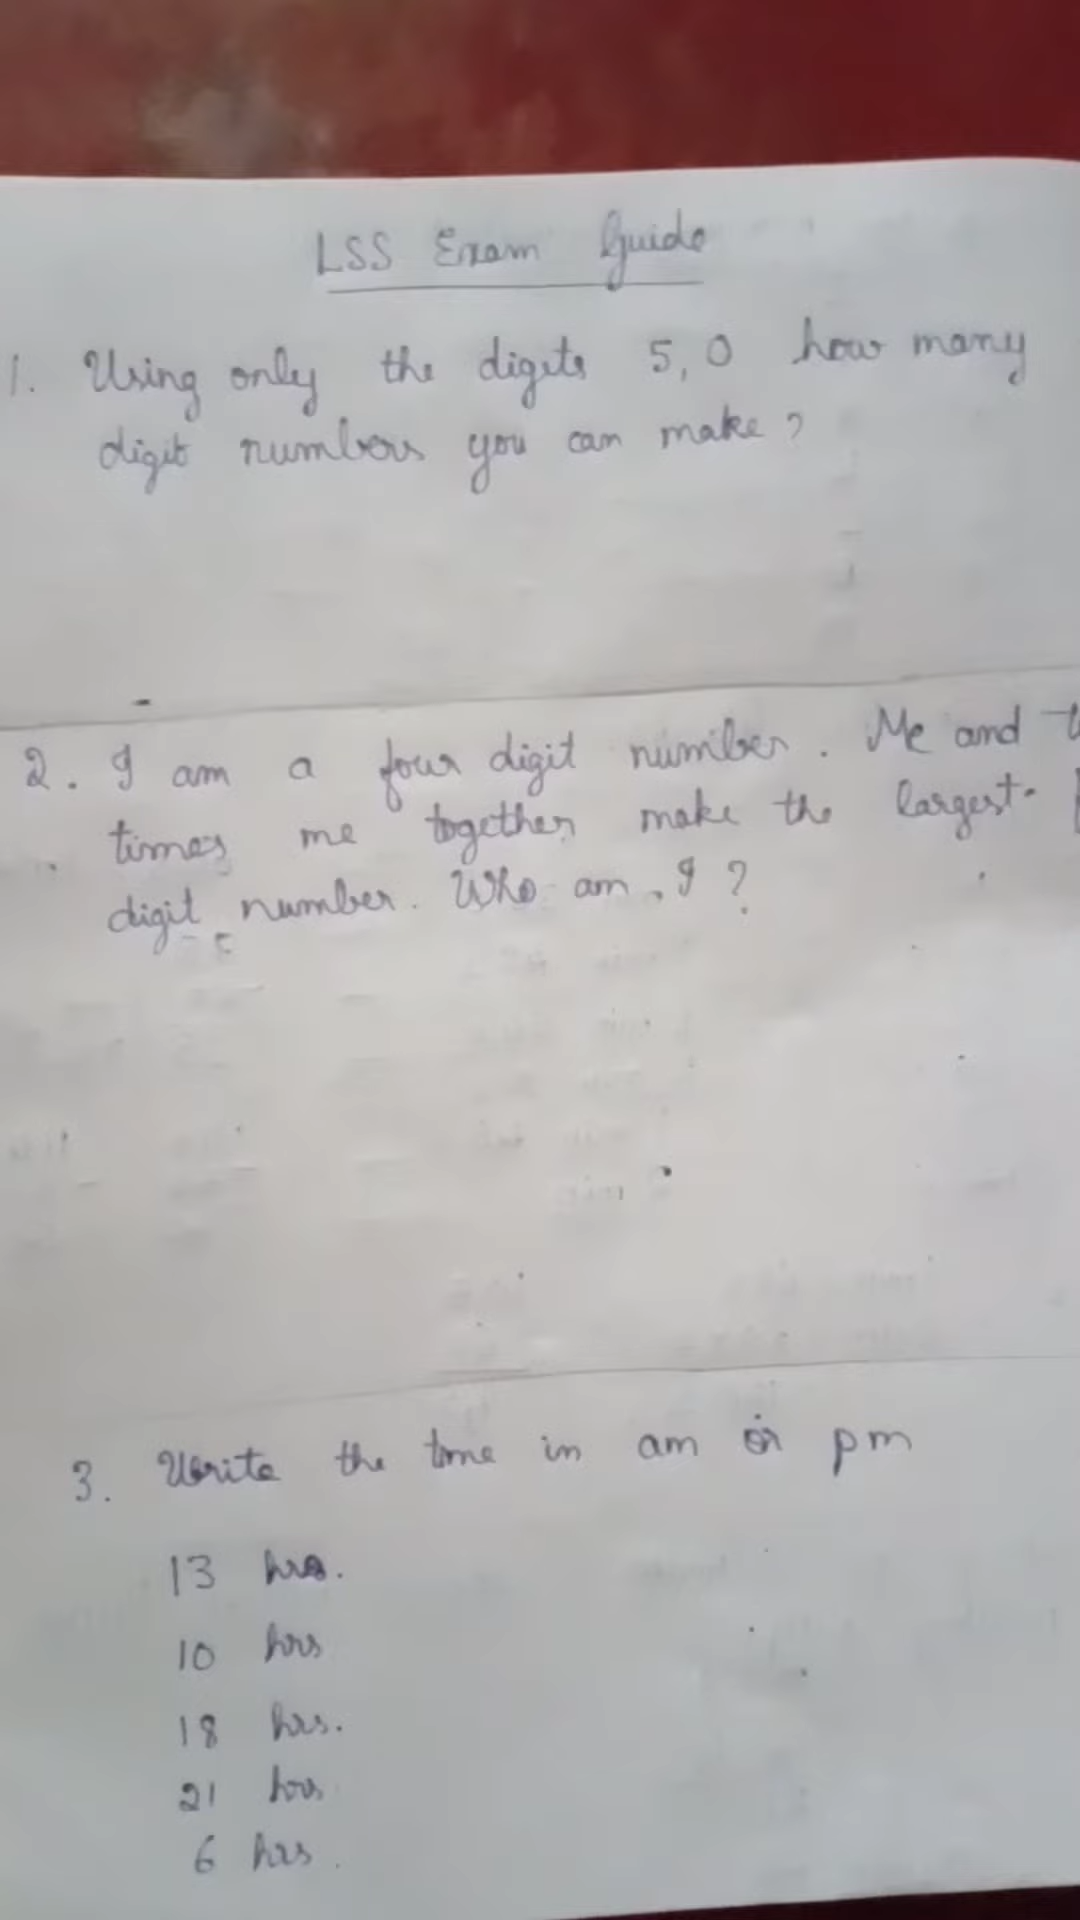 LSS Exam Guide
1. Using only the digits 5,0 how many
digit numbers you can make ?
2. I am a four digit number. Me and
times me together make the largest
digit number. Who am I ?
3. Write the time in am or pm
13 hrs.
10 hrs
18 hrs.
21 hrs
6 hrs.